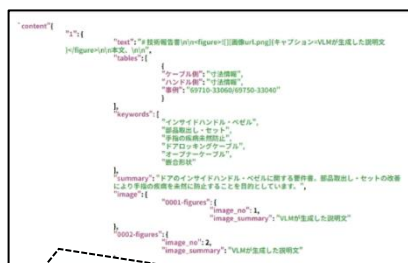 `content"{
"1":{
"text": "# 技術報告書\n\n<figure>![[画像url.png](キャプション=VLMが生成した説明文
)</figure>\n\n本文、\n\n",
"tables":[
{
"ケーブル側": "寸法情報",
"ハンドル側": "寸法情報",
"事例": "69710-33060/69750-33040"
}
],
"keywords": [
"インサイドハンドル・ベゼル",
"部品取出し・セット",
"手指の疾病未然防止",
"ドアロッキングケーブル",
"オープナーケーブル",
"嵌合形状"
],
"summary": "ドアのインサイドハンドル・ベゼルに関する要件書。部品取出し・セットの改善
により手指の疾病を未然に防止することを目的としています。",
"image": {
"0001-figures": {
"image_no": 1,
"image_summary": "VLMが生成した説明文"
},
"0002-figures": {
"image_no": 2,
"image_summary": "VLMが生成した説明文"